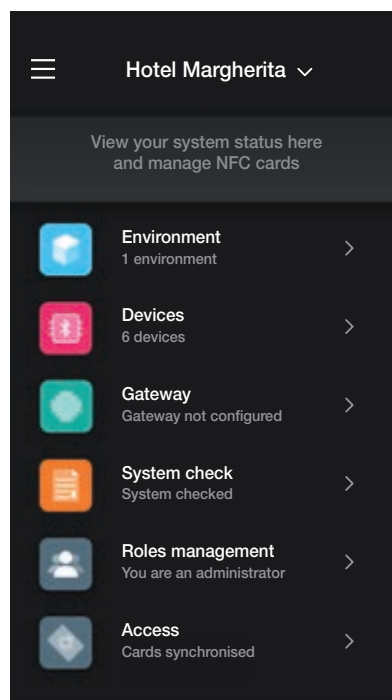 Hotel Margherita
View your system status here
and manage NFC cards
Environment
1 environment
Devices
6 devices
Gateway
Gateway not configured
System check
System checked
Roles management
You are an administrator
Access
Cards synchronised